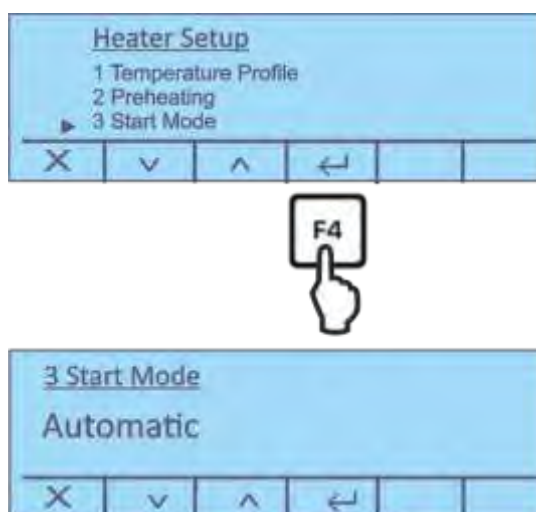 Heater Setup
1 Temperature Profile
2 Preheating
3 Start Mode
F4
3 Start Mode
Automatic